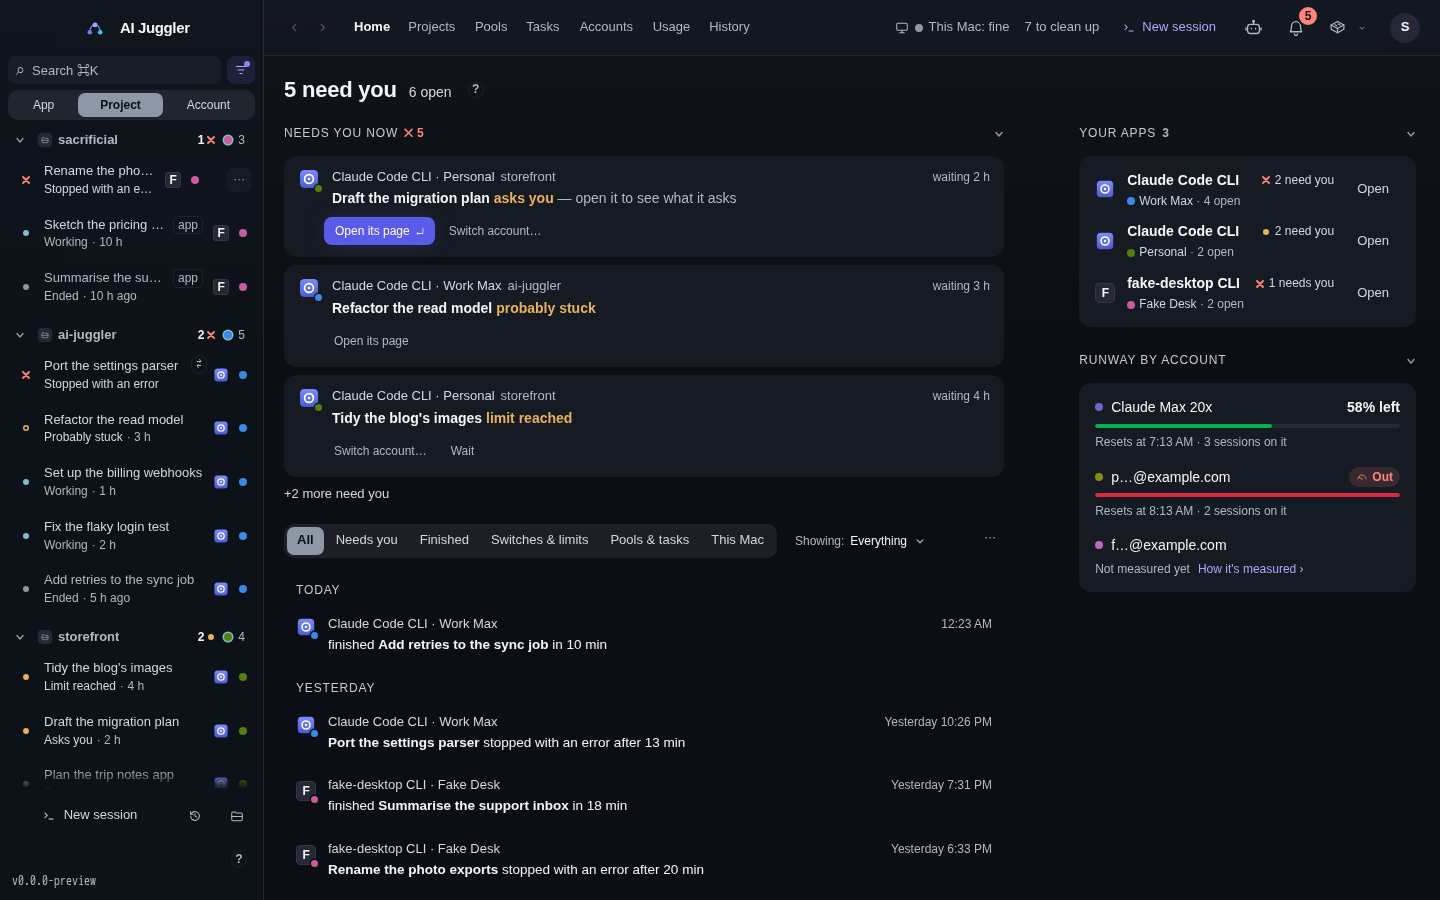 AI Juggler
Search ⌘K
App Project Account
sacrificial 1 3
Rename the pho… F
Stopped with an e…
Sketch the pricing … app F
Working · 10 h
Summarise the su… app F
Ended · 10 h ago
ai-juggler 2 5
Port the settings parser
Stopped with an error
Refactor the read model
Probably stuck · 3 h
Set up the billing webhooks
Working · 1 h
Fix the flaky login test
Working · 2 h
Add retries to the sync job
Ended · 5 h ago
storefront 2 4
Tidy the blog's images
Limit reached · 4 h
Draft the migration plan
Asks you · 2 h
Plan the trip notes app
New session
?
v0.0.0-preview
Home Projects Pools Tasks Accounts Usage History
This Mac: fine 7 to clean up New session 5 S
5 need you 6 open ?
NEEDS YOU NOW 5
Claude Code CLI · Personal storefront waiting 2 h
Draft the migration plan asks you — open it to see what it asks
Open its page Switch account…
Claude Code CLI · Work Max ai-juggler waiting 3 h
Refactor the read model probably stuck
Open its page
Claude Code CLI · Personal storefront waiting 4 h
Tidy the blog's images limit reached
Switch account… Wait
+2 more need you
All Needs you Finished Switches & limits Pools & tasks This Mac Showing: Everything …
TODAY
Claude Code CLI · Work Max 12:23 AM
finished Add retries to the sync job in 10 min
YESTERDAY
Claude Code CLI · Work Max Yesterday 10:26 PM
Port the settings parser stopped with an error after 13 min
F fake-desktop CLI · Fake Desk Yesterday 7:31 PM
finished Summarise the support inbox in 18 min
F fake-desktop CLI · Fake Desk Yesterday 6:33 PM
Rename the photo exports stopped with an error after 20 min
YOUR APPS 3
Claude Code CLI 2 need you Open
Work Max · 4 open
Claude Code CLI 2 need you Open
Personal · 2 open
F fake-desktop CLI 1 needs you Open
Fake Desk · 2 open
RUNWAY BY ACCOUNT
Claude Max 20x 58% left
Resets at 7:13 AM · 3 sessions on it
p…@example.com Out
Resets at 8:13 AM · 2 sessions on it
f…@example.com
Not measured yet How it's measured ›